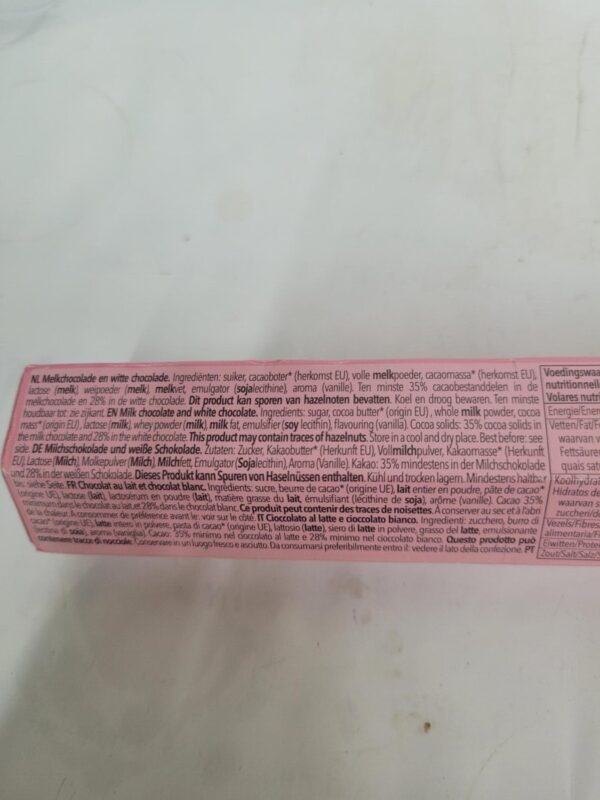 NL Melkchocolade en witte chocolade. Ingrediënten: suiker, cacaoboter* (herkomst EU), volle melkpoeder, cacaomassa* (herkomst EU),
lactose (melk), weipoeder (melk), melkvet, emulgator (sojalecithine), aroma (vanille). Ten minste 35% cacaobestanddelen in de
melkchocolade en 28% in de witte chocolade. Dit product kan sporen van hazelnoten bevatten. Koel en droog bewaren. Ten minste
houdbaar tot: zie zijkant. EN Milk chocolate and white chocolate. Ingredients: sugar, cocoa butter* (origin EU), whole milk powder, cocoa
mass* (origin EU), lactose (milk), whey powder (milk), milk fat, emulsifier (soy lecithin), flavouring (vanilla). Cocoa solids: 35% cocoa solids in
the milk chocolate and 28% in the white chocolate. This product may contain traces of hazelnuts. Store in a cool and dry place. Best before: see
side. DE Milchschokolade und weiße Schokolade. Zutaten: Zucker, Kakaobutter* (Herkunft EU), Vollmilchpulver, Kakaomasse* (Herkunft
EU), Lactose (Milch), Molkepulver (Milch), Milchfett, Emulgator (Sojalecithin), Aroma (Vanille). Kakao: 35% mindestens in der Milchschokolade
und 28% in der weißen Schokolade. Dieses Produkt kann Spuren von Haselnüssen enthalten. Kühl und trocken lagern. Mindestens haltbar
bis: siehe Seite. FR Chocolat au lait et chocolat blanc. Ingrédients: sucre, beurre de cacao* (origine UE), lait entier en poudre, pâte de cacao*
(origine UE), lactose (lait), lactosérum en poudre (lait), matière grasse du lait, émulsifiant (lécithine de soja), arôme (vanille). Cacao: 35%
minimum dans le chocolat au lait et 28% dans le chocolat blanc. Ce produit peut contenir des traces de noisettes. A conserver au sec et à l'abri
de la chaleur. À consommer de préférence avant le: voir sur le côté. IT Cioccolato al latte e cioccolato bianco. Ingredienti: zucchero, burro di
cacao* (origine UE), latte intero in polvere, pasta di cacao* (origine UE), lattosio (latte), siero di latte in polvere, grasso del latte, emulsionante
(lecitina di soia), aroma (vaniglia). Cacao: 35% minimo nel cioccolato al latte e 28% minimo nel cioccolato bianco. Questo prodotto può
contenere tracce di nocciole. Conservare in un luogo fresco e asciutto. Da consumarsi preferibilmente entro il: vedere il lato della confezione. PT
Voedingswaa
nutritionnell
Volares nutri
Energie/Ener
Vetten/Fat/F
waarvan v
Fettsäure
quais sat
Koolhydrat
Hidratos de
waarvan s
zuccheri/d
Vezels/Fibres
alimentaria/F
Eiwitten/Prote
Zout/Salt/Salz/S